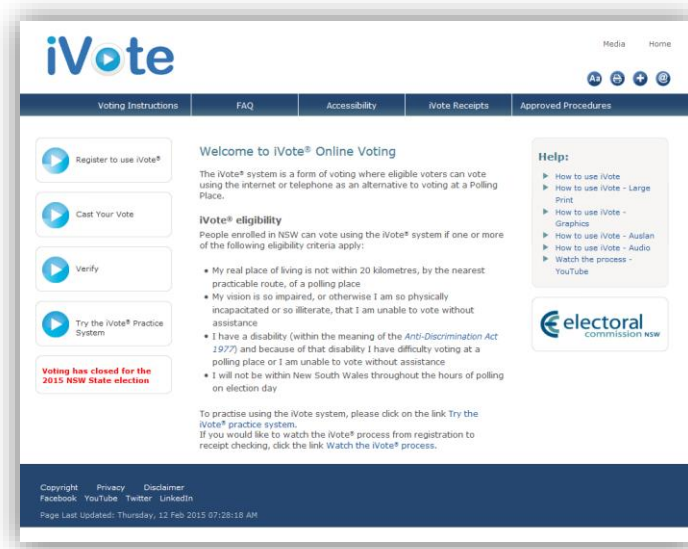 iVote
Media Home
Aa
@
Voting Instructions FAQ Accessibility iVote Receipts Approved Procedures
Register to use iVote®
Cast Your Vote
Verify
Try the iVote® Practice
System
Voting has closed for the
2015 NSW State election
Welcome to iVote® Online Voting
The iVote® system is a form of voting where eligible voters can vote
using the internet or telephone as an alternative to voting at a Polling
Place.
iVote® eligibility
People enrolled in NSW can vote using the iVote® system if one or more
of the following eligibility criteria apply:
• My real place of living is not within 20 kilometres, by the nearest
practicable route, of a polling place
• My vision is so impaired, or otherwise I am so physically
incapacitated or so illiterate, that I am unable to vote without
assistance
• I have a disability (within the meaning of the Anti-Discrimination Act
1977) and because of that disability I have difficulty voting at a
polling place or I am unable to vote without assistance
• I will not be within New South Wales throughout the hours of polling
on election day
To practise using the iVote system, please click on the link Try the
iVote® practice system.
If you would like to watch the iVote® process from registration to
receipt checking, click the link Watch the iVote® process.
Help:
How to use iVote
How to use iVote - Large
Print
How to use iVote -
Graphics
How to use iVote - Auslan
How to use iVote - Audio
Watch the process -
YouTube
electoral
commission NSW
Copyright Privacy Disclaimer
Facebook YouTube Twitter LinkedIn
Page Last Updated: Thursday, 12 Feb 2015 07:28:18 AM